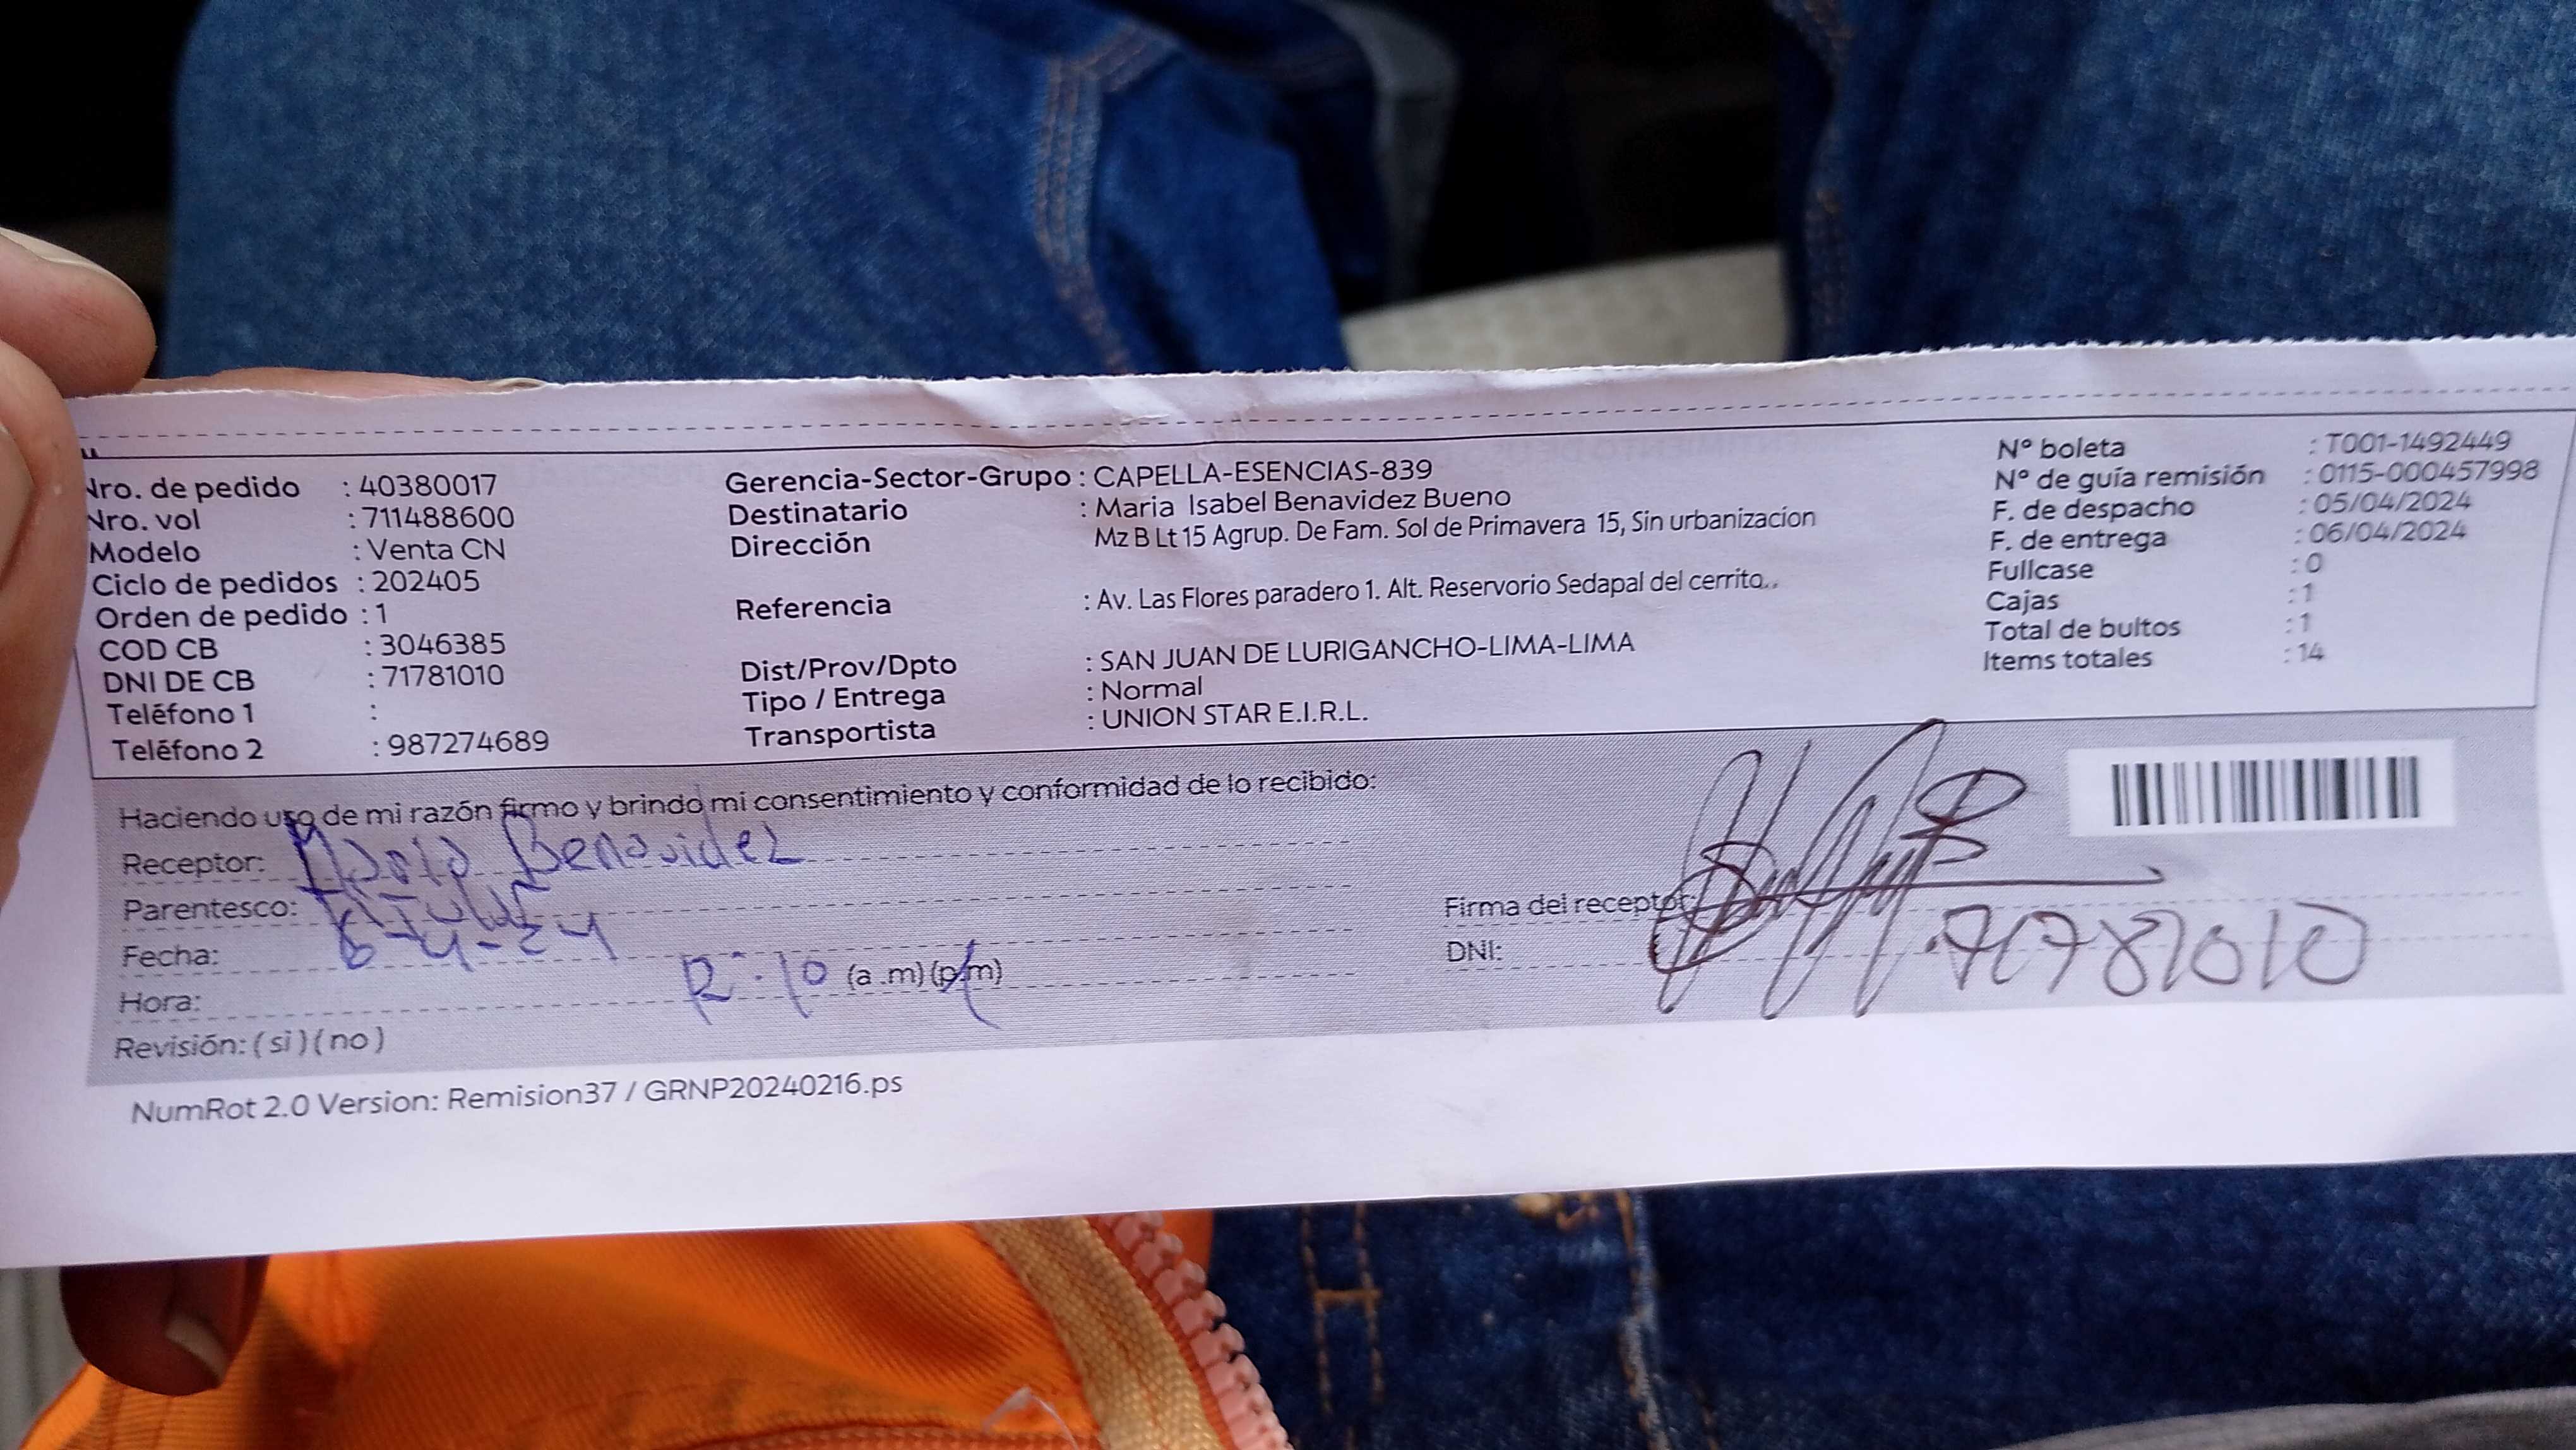 Nro. de pedido : 40380017
Nro. vol : 711488600
Modelo : Venta CN
Ciclo de pedidos : 202405
Orden de pedido : 1
COD CB : 3046385
DNI DE CB : 71781010
Teléfono 1 :
Teléfono 2 : 987274689
Gerencia-Sector-Grupo : CAPELLA-ESENCIAS-839
Destinatario : Maria Isabel Benavidez Bueno
Dirección Mz B Lt 15 Agrup. De Fam. Sol de Primavera 15, Sin urbanizacion
Referencia : Av. Las Flores paradero 1. Alt. Reservorio Sedapal del cerrito..
Dist/Prov/Dpto : SAN JUAN DE LURIGANCHO-LIMA-LIMA
Tipo / Entrega : Normal
Transportista : UNION STAR E.I.R.L.
Nº boleta : T001-1492449
Nº de guía remisión : 0115-000457998
F. de despacho : 05/04/2024
F. de entrega : 06/04/2024
Fullcase : 0
Cajas : 1
Total de bultos : 1
Items totales : 14
Haciendo uso de mi razón firmo y brindo mi consentimiento y conformidad de lo recibido:
Receptor: Benavidez
Parentesco: titular
Fecha: 6-4-24
Hora: 12:10 (a.m)(p.m)
Revisión: (si)(no)
Firma del receptor:
DNI: 71781010
NumRot 2.0 Version: Remision37 / GRNP20240216.ps